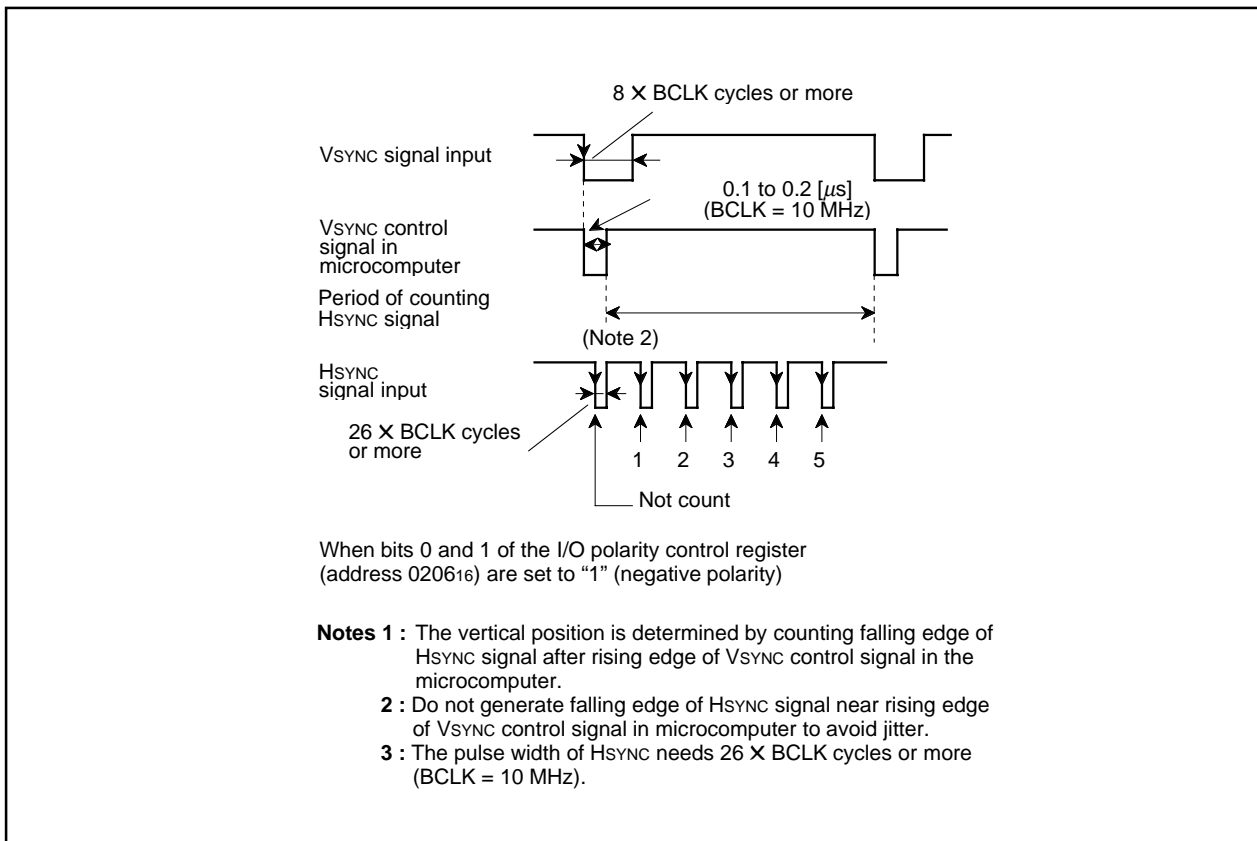 8 X BCLK cycles or more
VSYNC signal input
0.1 to 0.2 [μs]
(BCLK = 10 MHz)
VSYNC control
signal in
microcomputer
Period of counting
HSYNC signal
(Note 2)
HSYNC
signal input
26 X BCLK cycles
or more
1 2 3 4 5
Not count
When bits 0 and 1 of the I/O polarity control register
(address 020616) are set to “1” (negative polarity)
Notes 1 : The vertical position is determined by counting falling edge of
HSYNC signal after rising edge of VSYNC control signal in the
microcomputer.
2 : Do not generate falling edge of HSYNC signal near rising edge
of VSYNC control signal in microcomputer to avoid jitter.
3 : The pulse width of HSYNC needs 26 X BCLK cycles or more
(BCLK = 10 MHz).